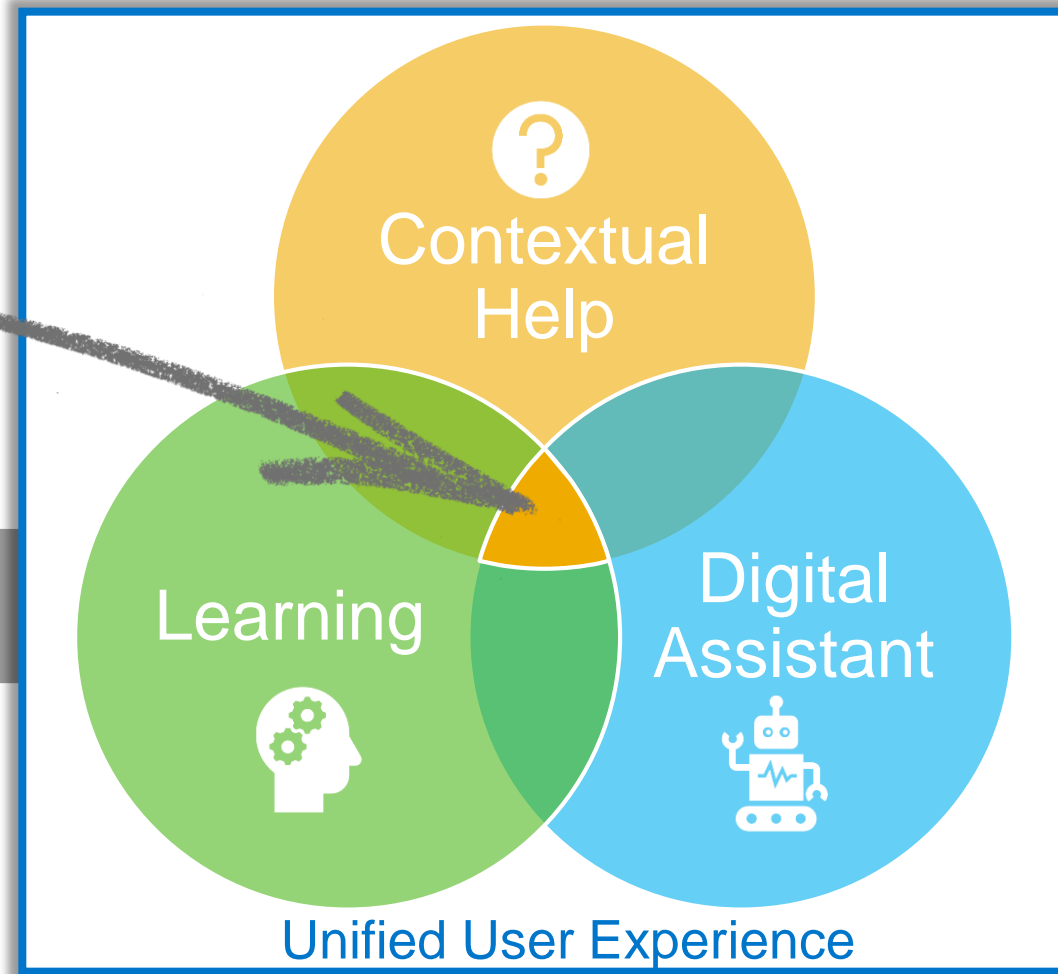 ?
Contextual
Help
Learning
Digital
Assistant
Unified User Experience